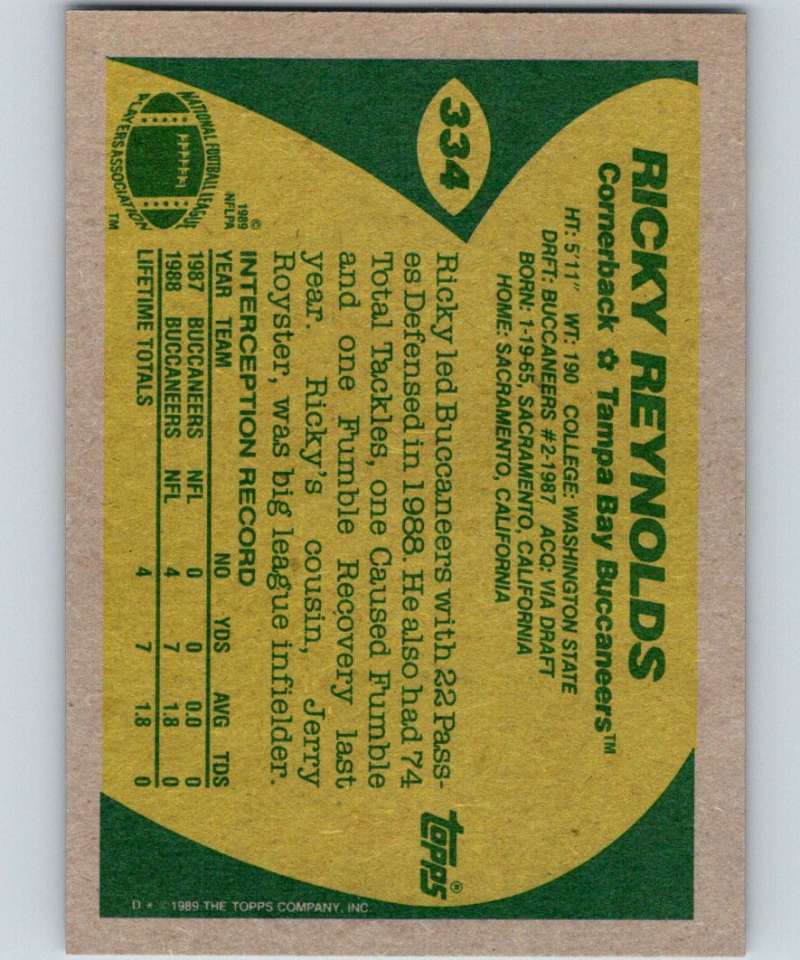 334
RICKY REYNOLDS
Cornerback ✩ Tampa Bay Buccaneers™
HT: 5'11" WT: 190 COLLEGE: WASHINGTON STATE
DRFT: BUCCANEERS #2-1987 ACQ: VIA DRAFT
BORN: 1-19-65, SACRAMENTO, CALIFORNIA
HOME: SACRAMENTO, CALIFORNIA
Ricky led Buccaneers with 22 Pass-
es Defensed in 1988. He also had 74
Total Tackles, one Caused Fumble
and one Fumble Recovery last
year. Ricky's cousin, Jerry
Royster, was big league infielder.
NATIONAL FOOTBALL LEAGUE
PLAYERS ASSOCIATION
™
©
1989
NFLPA
INTERCEPTION RECORD
YEAR TEAM NO YDS AVG TDS
1987 BUCCANEERS NFL 0 0 0.0 0
1988 BUCCANEERS NFL 4 7 1.8 0
LIFETIME TOTALS 4 7 1.8 0
topps®
D * © 1989 THE TOPPS COMPANY, INC.